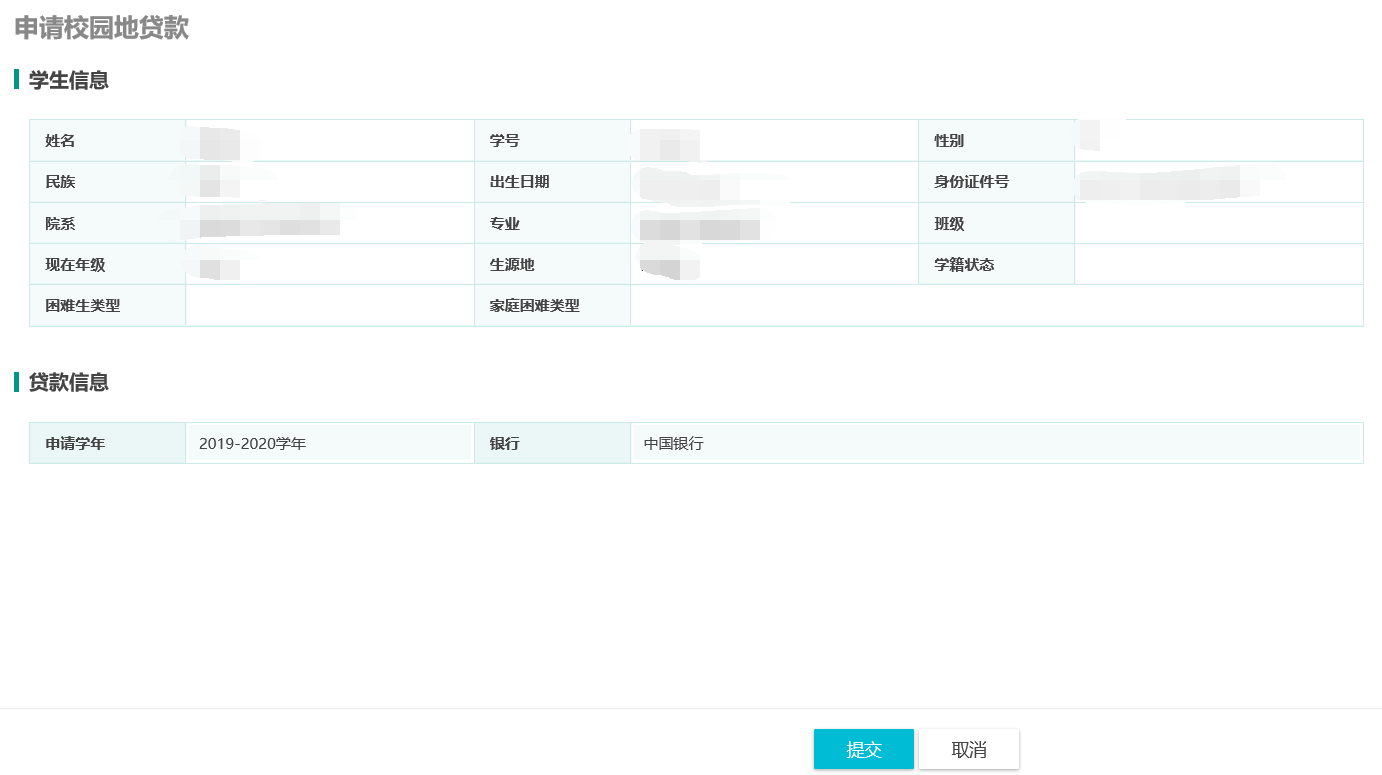 申请校园地贷款
学生信息
姓名 学号 性别
民族 出生日期 身份证件号
院系 专业 班级
现在年级 生源地 学籍状态
困难生类型 家庭困难类型
贷款信息
申请学年 2019-2020学年 银行 中国银行
提交 取消